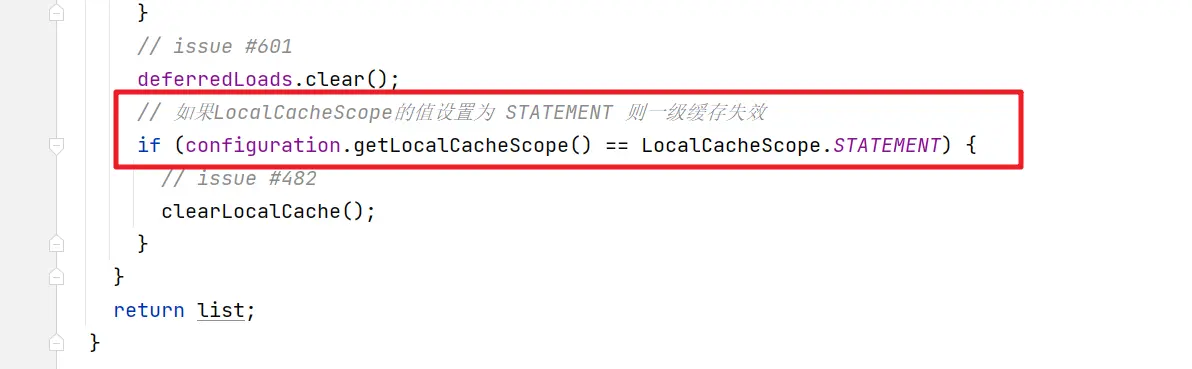 }
// issue #601
deferredLoads.clear();
// 如果LocalCacheScope的值设置为 STATEMENT 则一级缓存失效
if (configuration.getLocalCacheScope() == LocalCacheScope.STATEMENT) {
// issue #482
clearLocalCache();
}
}
return list;
}